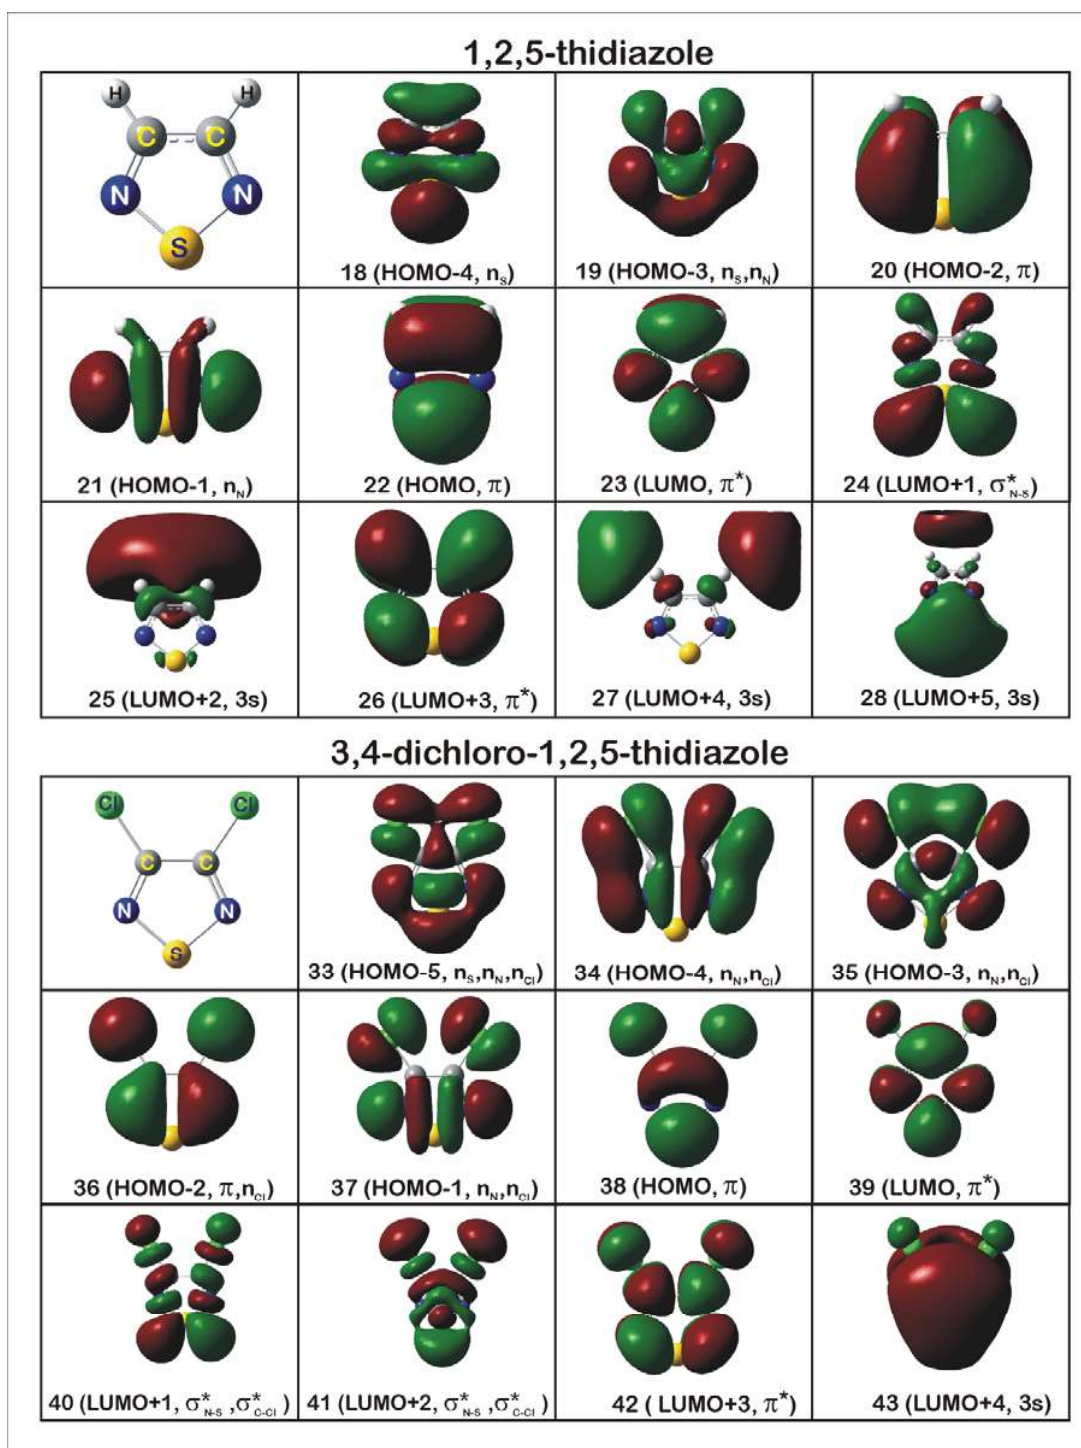 1,2,5-thidiazole
H H
C C
N N
S
18 (HOMO-4, nS)
19 (HOMO-3, nS,nN)
20 (HOMO-2, π)
21 (HOMO-1, nN)
22 (HOMO, π)
23 (LUMO, π*)
24 (LUMO+1, σ*N-S)
25 (LUMO+2, 3s)
26 (LUMO+3, π*)
27 (LUMO+4, 3s)
28 (LUMO+5, 3s)
3,4-dichloro-1,2,5-thidiazole
Cl Cl
C C
N N
S
33 (HOMO-5, nS,nN,nCl)
34 (HOMO-4, nN,nCl)
35 (HOMO-3, nN,nCl)
36 (HOMO-2, π,nCl)
37 (HOMO-1, nN,nCl)
38 (HOMO, π)
39 (LUMO, π*)
40 (LUMO+1, σ*N-S ,σ*C-Cl )
41 (LUMO+2, σ*N-S ,σ*C-Cl )
42 ( LUMO+3, π*)
43 (LUMO+4, 3s)